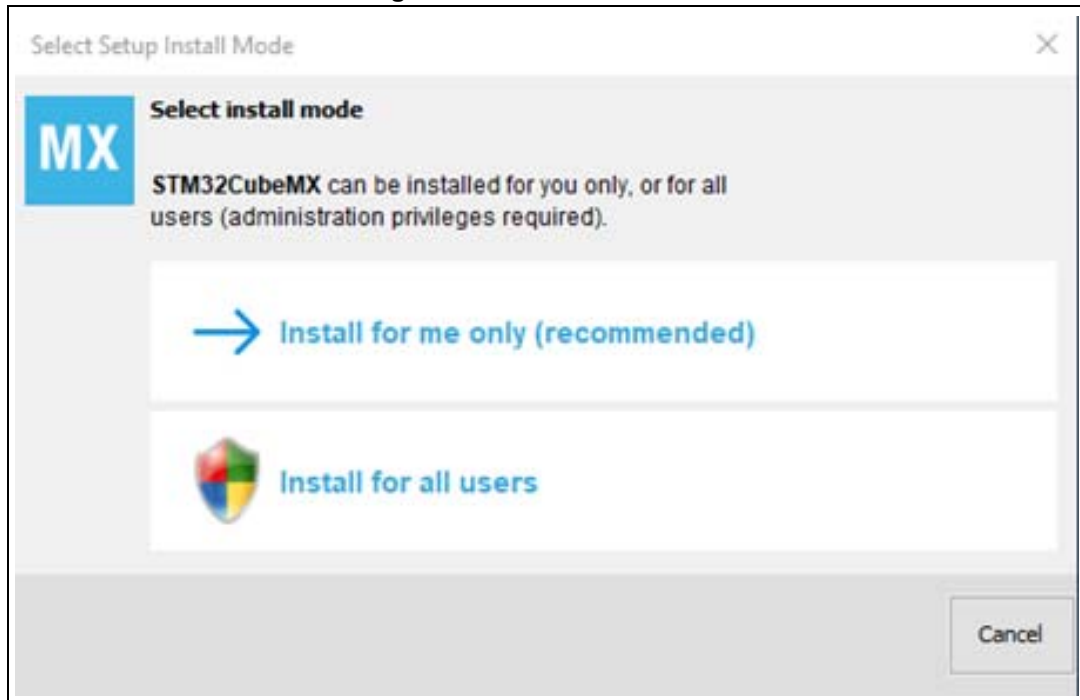 Select Setup Install Mode
MX
Select install mode
STM32CubeMX can be installed for you only, or for all
users (administration privileges required).
Install for me only (recommended)
Install for all users
Cancel